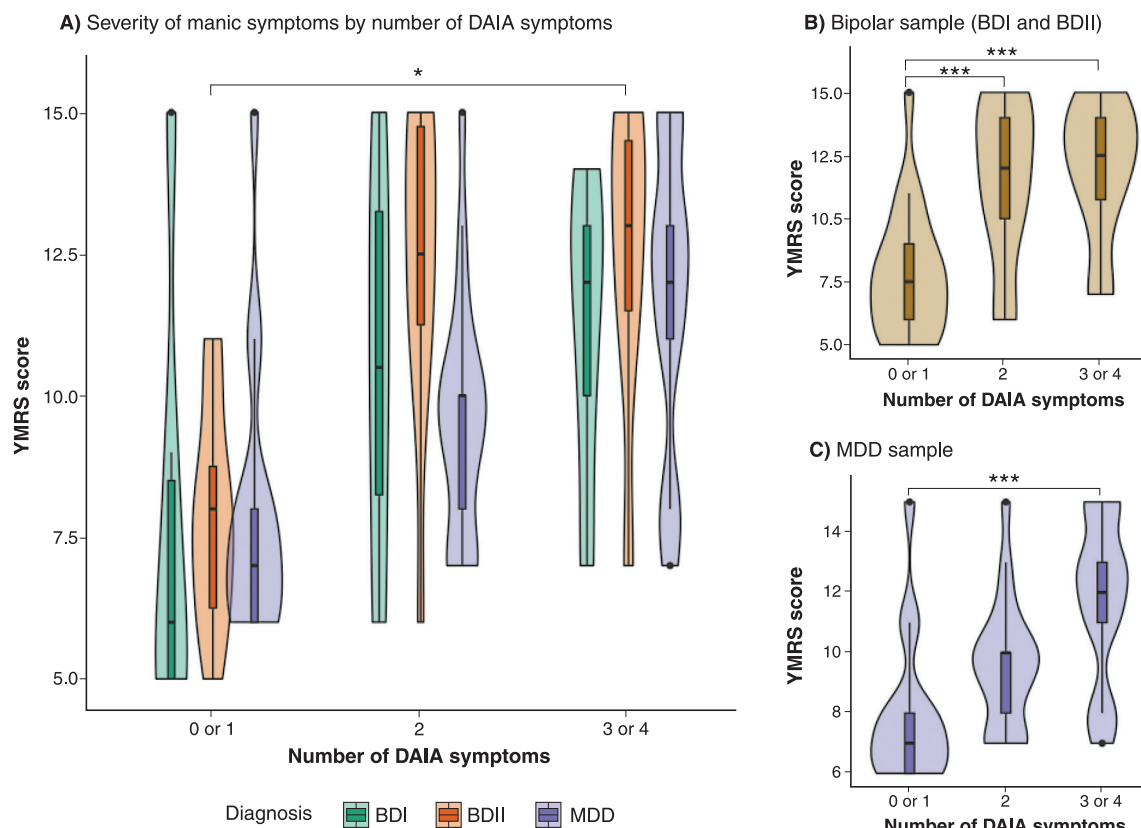 A) Severity of manic symptoms by number of DAIA symptoms
*
15.0
12.5
10.0
7.5
5.0
YMRS score
0 or 1
2
3 or 4
Number of DAIA symptoms
Diagnosis
BDI
BDII
MDD
B) Bipolar sample (BDI and BDII)
***
***
15.0
12.5
10.5
7.5
5.0
YMRS score
0 or 1
2
3 or 4
Number of DAIA symptoms
C) MDD sample
***
14
12
10
8
6
YMRS score
0 or 1
2
3 or 4
Number of DAIA symptoms